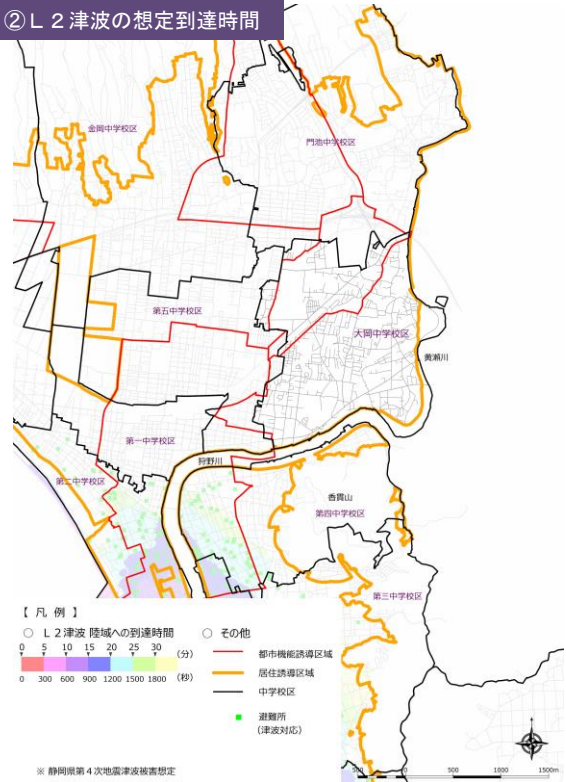 ②Ｌ２津波の想定到達時間
金岡中学校区
門池中学校区
第五中学校区
大岡中学校区
黄瀬川
第一中学校区
狩野川
第二中学校区
香貫山
第四中学校区
第三中学校区
【 凡 例 】
○ Ｌ２津波 陸域への到達時間
0 5 10 15 20 25 30 (分)
0 300 600 900 1200 1500 1800 (秒)
○ その他
都市機能誘導区域
居住誘導区域
中学校区
避難所
(津波対応)
※ 静岡県第４次地震津波被害想定
500 0 500 1000 1500m